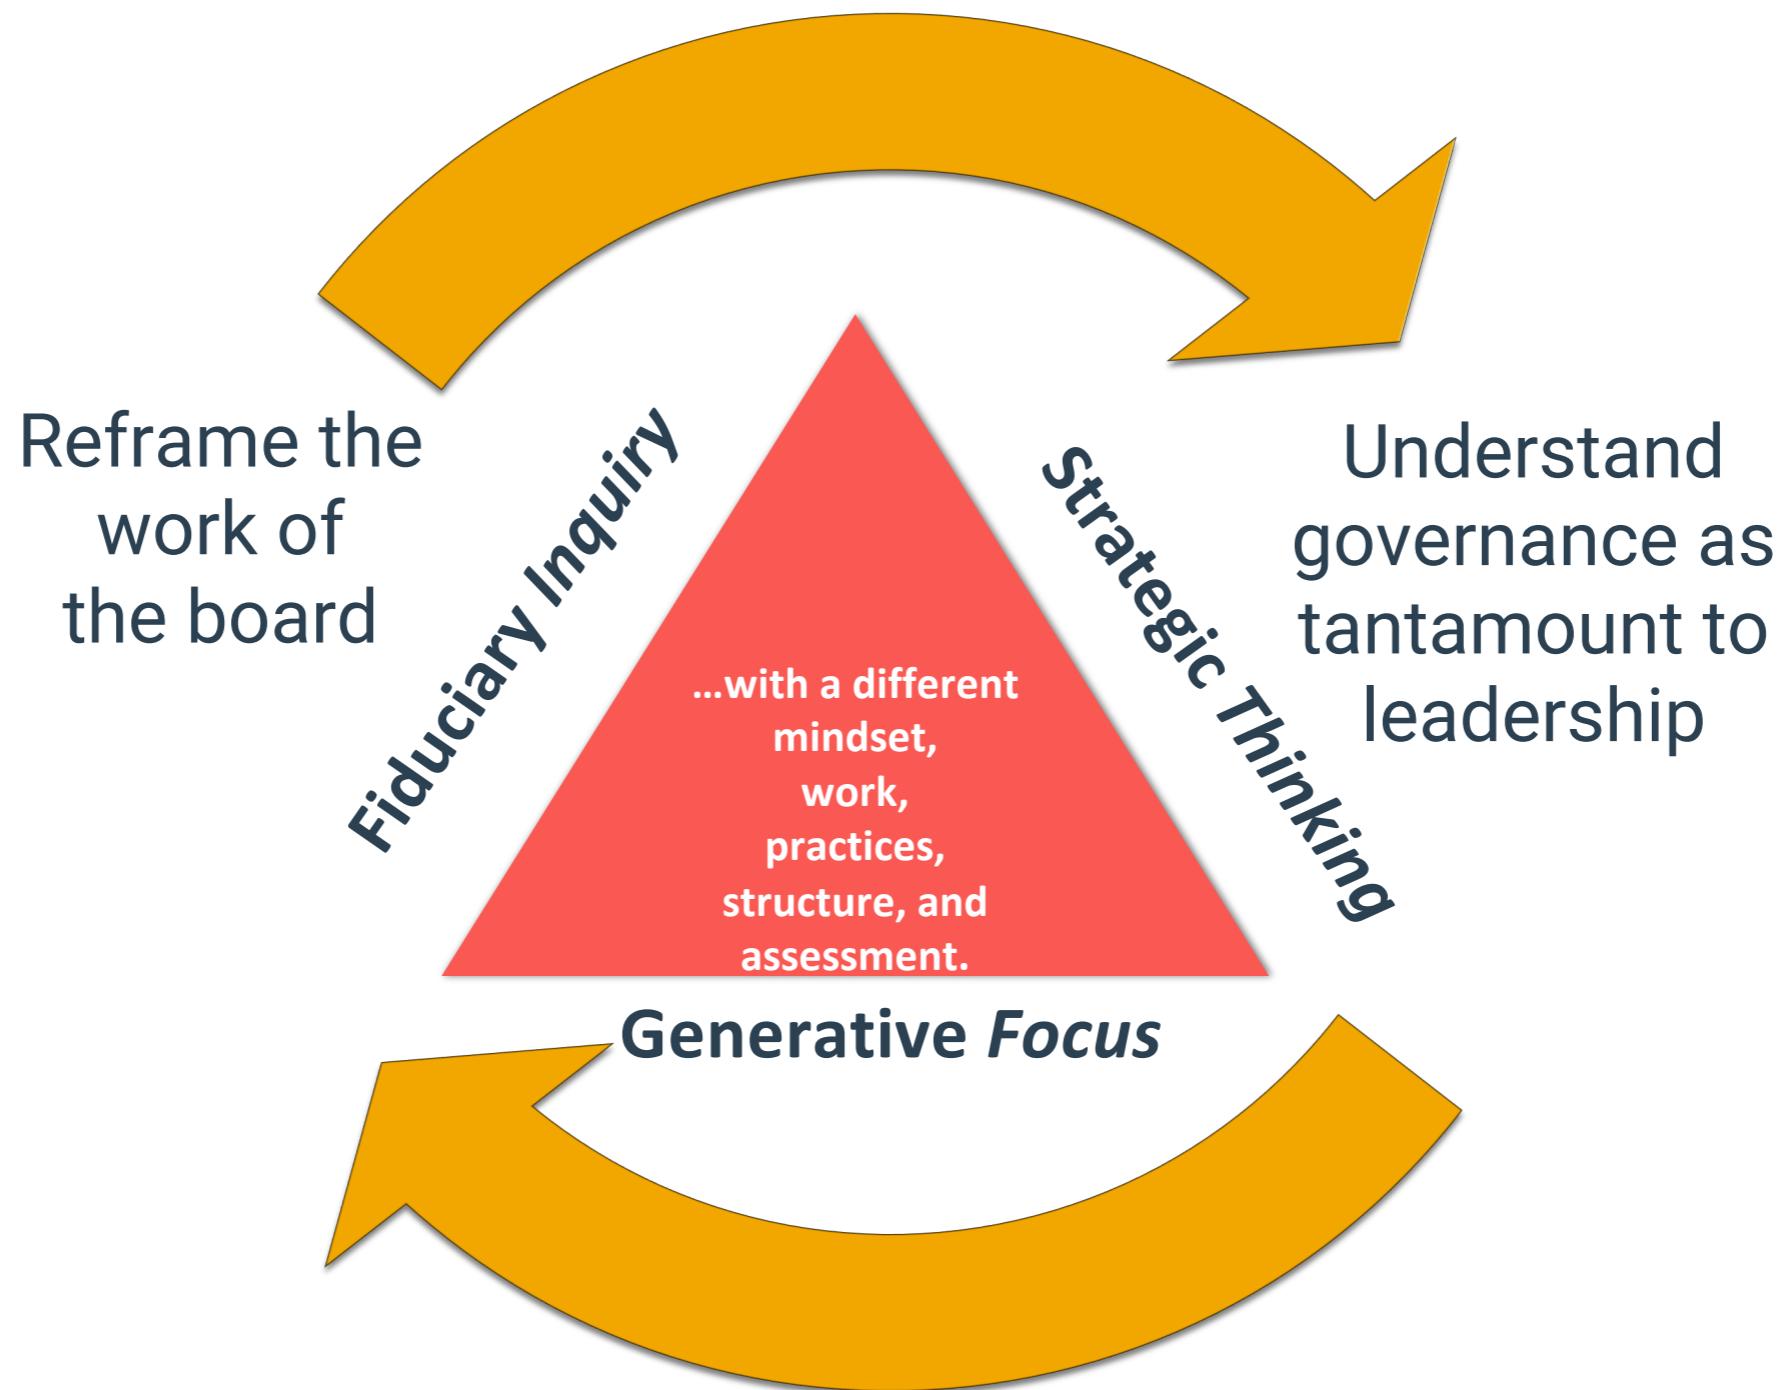 Reframe the
work of
the board
Fiduciary Inquiry
Strategic Thinking
Understand
governance as
tantamount to
leadership
...with a different
mindset,
work,
practices,
structure, and
assessment.
Generative Focus